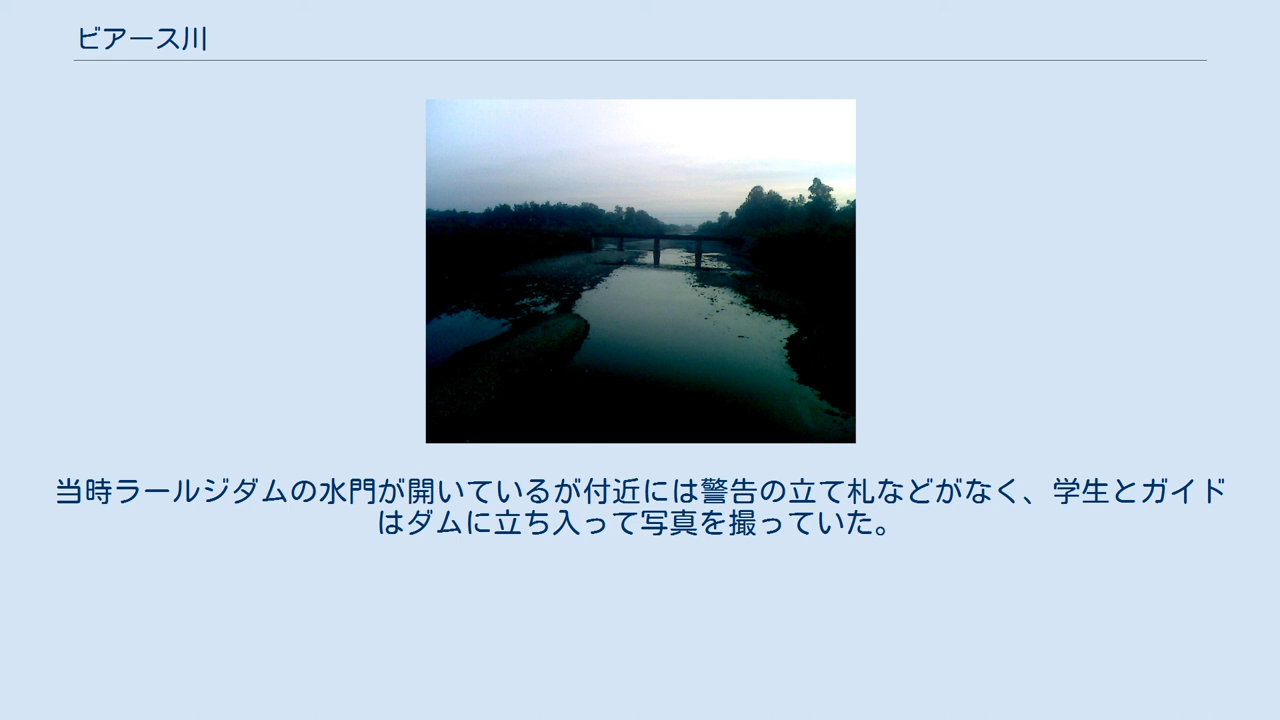 ビアース川
当時ラールジダムの水門が開いているが付近には警告の立て札などがなく、学生とガイド
はダムに立ち入って写真を撮っていた。